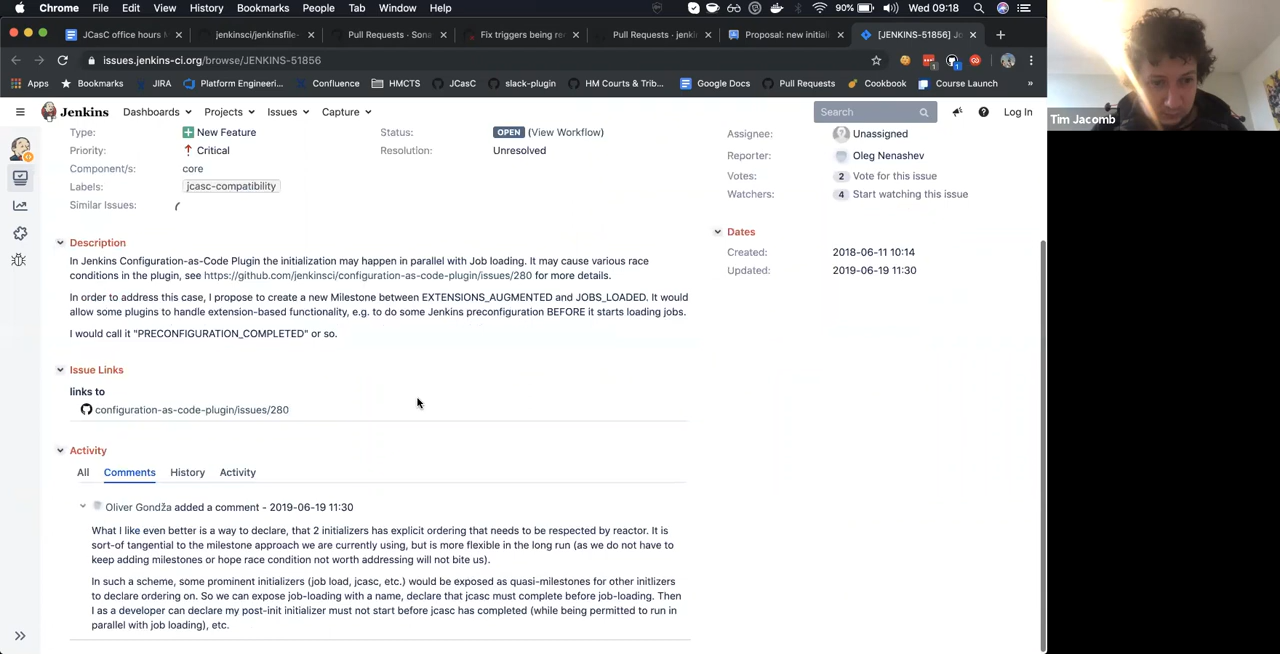 Chrome File Edit View History Bookmarks People Tab Window Help 90% Wed 09:18
JCasC office hours jenkinsci/jenkinsfile- Pull Requests · Sona Fix triggers being re Pull Requests · jenki Proposal: new initial [JENKINS-51856] J
issues.jenkins-ci.org/browse/JENKINS-51856
Apps Bookmarks JIRA Platform Engineeri... Confluence HMCTS JCasC slack-plugin HM Courts & Trib... Google Docs Pull Requests Cookbook Course Launch »
Jenkins Dashboards Projects Issues Capture Search Log In
Tim Jacomb
Type: New Feature Status: OPEN (View Workflow)
Priority: Critical Resolution: Unresolved
Component/s: core
Labels: jcasc-compatibility
Similar Issues:
Assignee: Unassigned
Reporter: Oleg Nenashev
Votes: 2 Vote for this issue
Watchers: 4 Start watching this issue
Description
In Jenkins Configuration-as-Code Plugin the initialization may happen in parallel with Job loading. It may cause various race
conditions in the plugin, see https://github.com/jenkinsci/configuration-as-code-plugin/issues/280 for more details.
In order to address this case, I propose to create a new Milestone between EXTENSIONS_AUGMENTED and JOBS_LOADED. It would
allow some plugins to handle extension-based functionality, e.g. to do some Jenkins preconfiguration BEFORE it starts loading jobs.
I would call it "PRECONFIGURATION_COMPLETED" or so.
Dates
Created: 2018-06-11 10:14
Updated: 2019-06-19 11:30
Issue Links
links to
configuration-as-code-plugin/issues/280
Activity
All Comments History Activity
Oliver Gondža added a comment - 2019-06-19 11:30
What I like even better is a way to declare, that 2 initializers has explicit ordering that needs to be respected by reactor. It is
sort-of tangential to the milestone approach we are currently using, but is more flexible in the long run (as we do not have to
keep adding milestones or hope race condition not worth addressing will not bite us).
In such a scheme, some prominent initializers (job load, jcasc, etc.) would be exposed as quasi-milestones for other initlizers
to declare ordering on. So we can expose job-loading with a name, declare that jcasc must complete before job-loading. Then
I as a developer can declare my post-init initializer must not start before jcasc has completed (while being permitted to run in
parallel with job loading), etc.